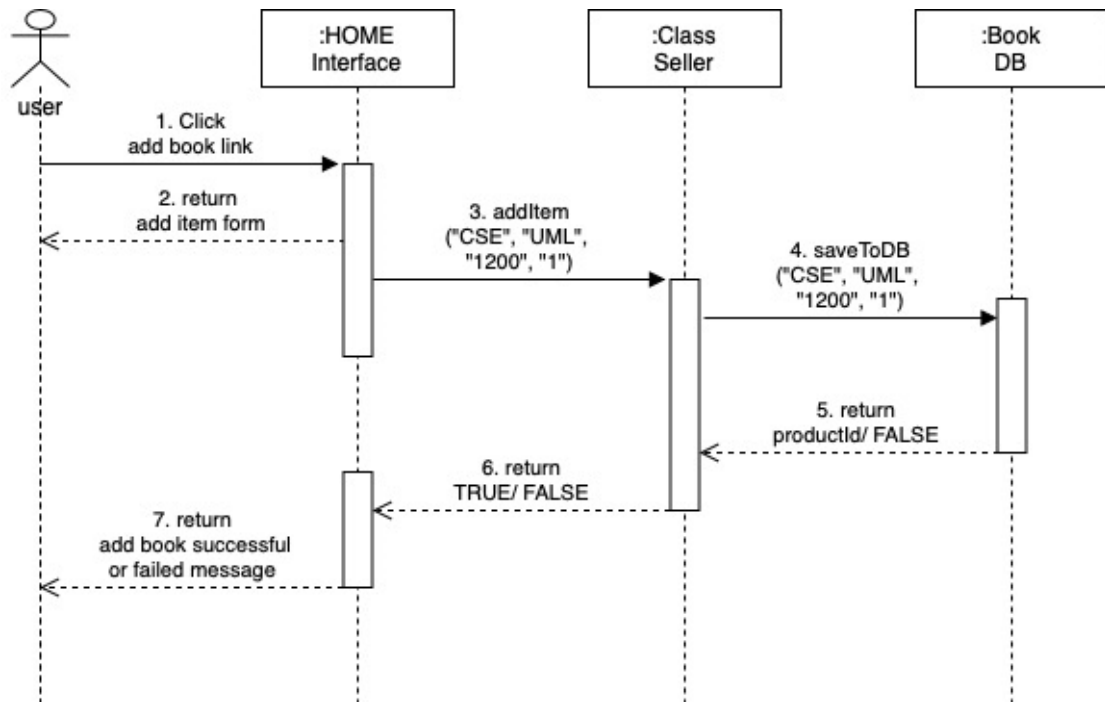 :HOME
Interface
:Class
Seller
:Book
DB
user
1. Click
add book link
2. return
add item form
3. addItem
("CSE", "UML",
"1200", "1")
4. saveToDB
("CSE", "UML",
"1200", "1")
5. return
productId/ FALSE
6. return
TRUE/ FALSE
7. return
add book successful
or failed message